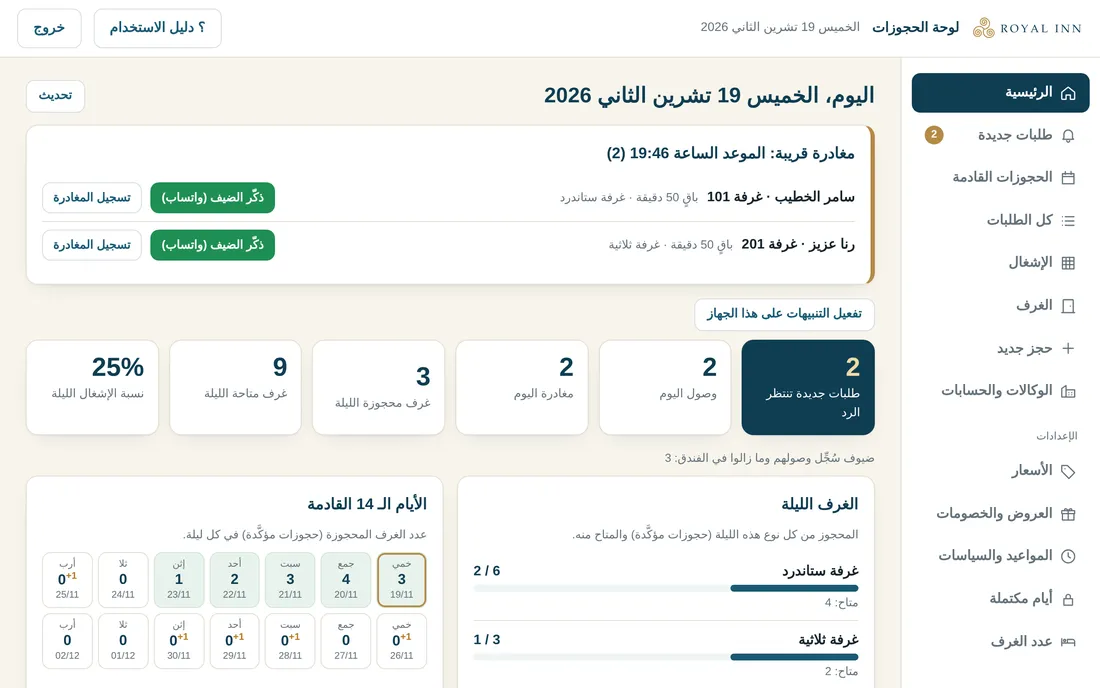 ROYAL INN
لوحة الحجوزات
الخميس 19 تشرين الثاني 2026
؟ دليل الاستخدام
خروج
الرئيسية
طلبات جديدة
2
الحجوزات القادمة
كل الطلبات
الإشغال
الغرف
حجز جديد
الوكالات والحسابات
الإعدادات
الأسعار
العروض والخصومات
المواعيد والسياسات
أيام مكتملة
عدد الغرف
اليوم، الخميس 19 تشرين الثاني 2026
تحديث
مغادرة قريبة: الموعد الساعة 19:46 (2)
سامر الخطيب · غرفة 101 باقٍ 50 دقيقة · غرفة ستاندرد
ذكّر الضيف (واتساب)
تسجيل المغادرة
رنا عزيز · غرفة 201 باقٍ 50 دقيقة · غرفة ثلاثية
ذكّر الضيف (واتساب)
تسجيل المغادرة
تفعيل التنبيهات على هذا الجهاز
2
طلبات جديدة تنتظر
الرد
2
وصول اليوم
2
مغادرة اليوم
3
غرف محجوزة الليلة
9
غرف متاحة الليلة
25%
نسبة الإشغال الليلة
ضيوف سُجِّل وصولهم وما زالوا في الفندق: 3
الغرف الليلة
المحجوز من كل نوع هذه الليلة (حجوزات مؤكَّدة) والمتاح منه.
غرفة ستاندرد
2 / 6
متاح: 4
غرفة ثلاثية
1 / 3
متاح: 2
الأيام الـ 14 القادمة
عدد الغرف المحجوزة (حجوزات مؤكَّدة) في كل ليلة.
خمي
3
19/11
جمع
4
20/11
سبت
3
21/11
أحد
2
22/11
إثن
1
23/11
ثلا
0
24/11
أرب
0+1
25/11
خمي
0+1
26/11
جمع
0
27/11
سبت
0+1
28/11
أحد
0+1
29/11
إثن
0+1
30/11
ثلا
0
01/12
أرب
0
02/12